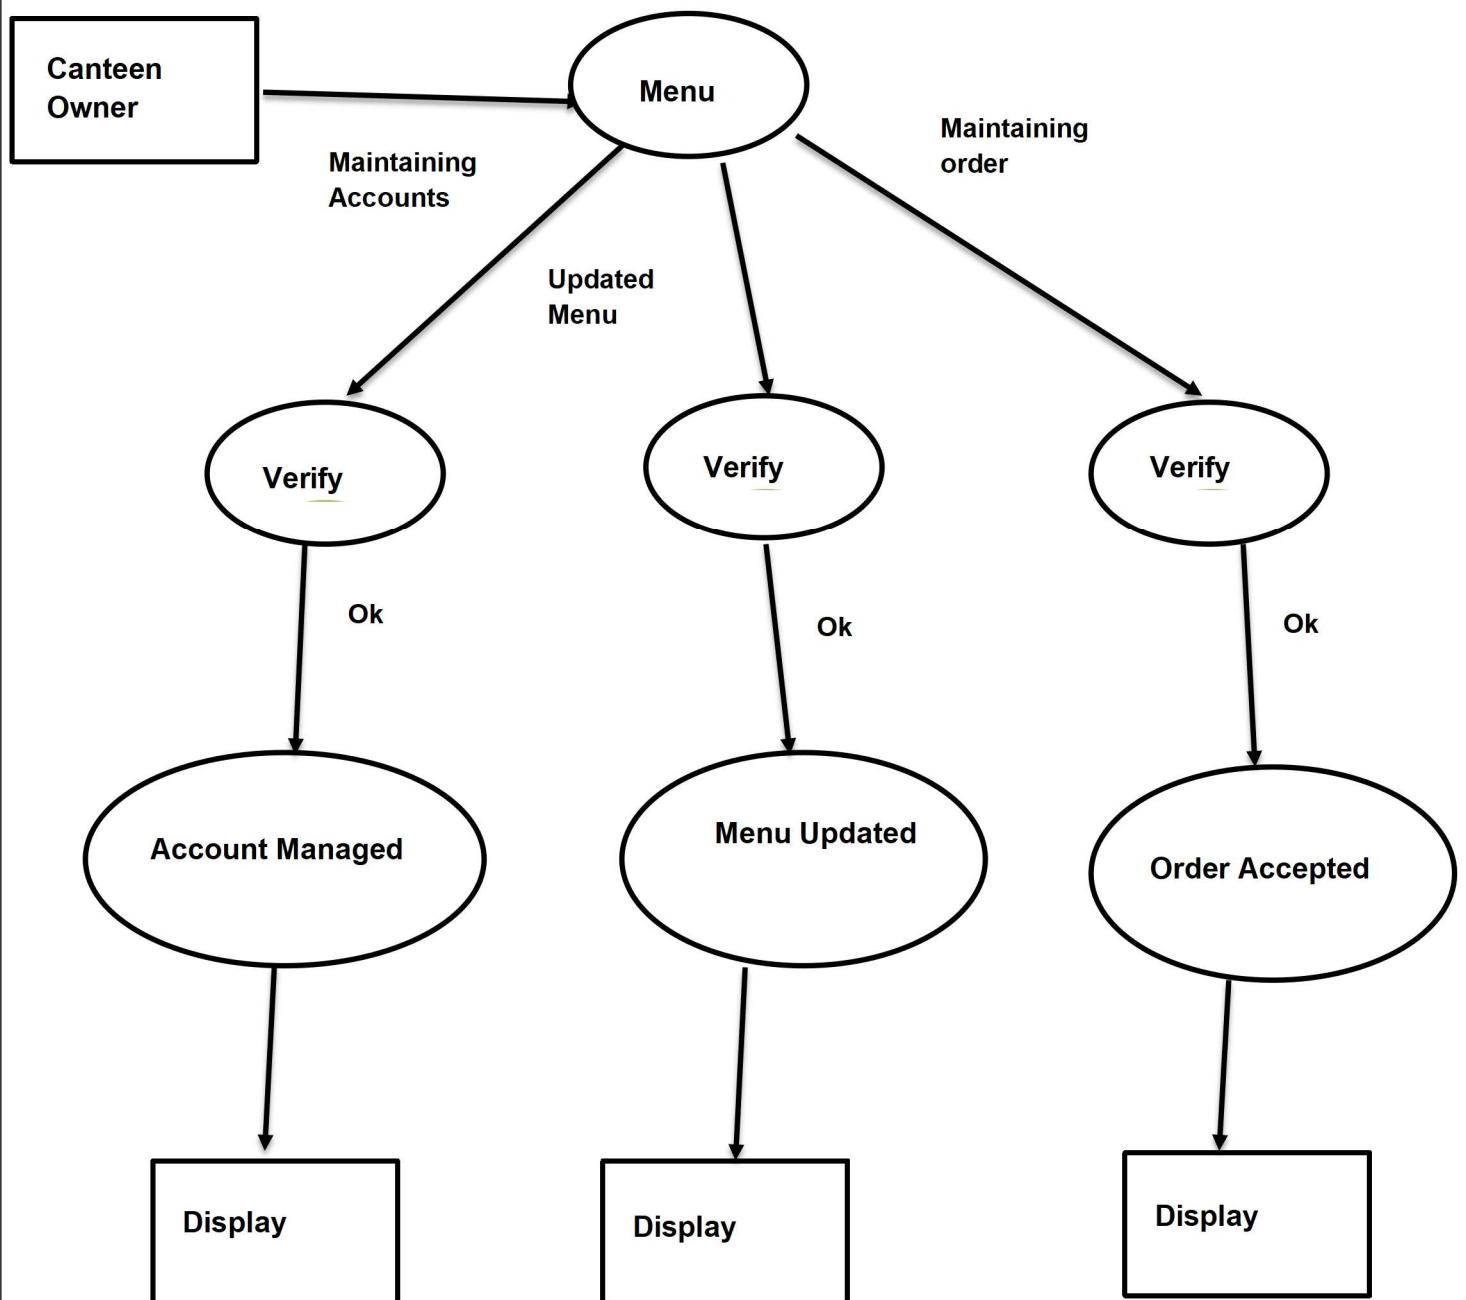 Canteen
Owner
Menu
Maintaining
order
Maintaining
Accounts
Updated
Menu
Verify
Verify
Verify
Ok
Ok
Ok
Account Managed
Menu Updated
Order Accepted
Display
Display
Display